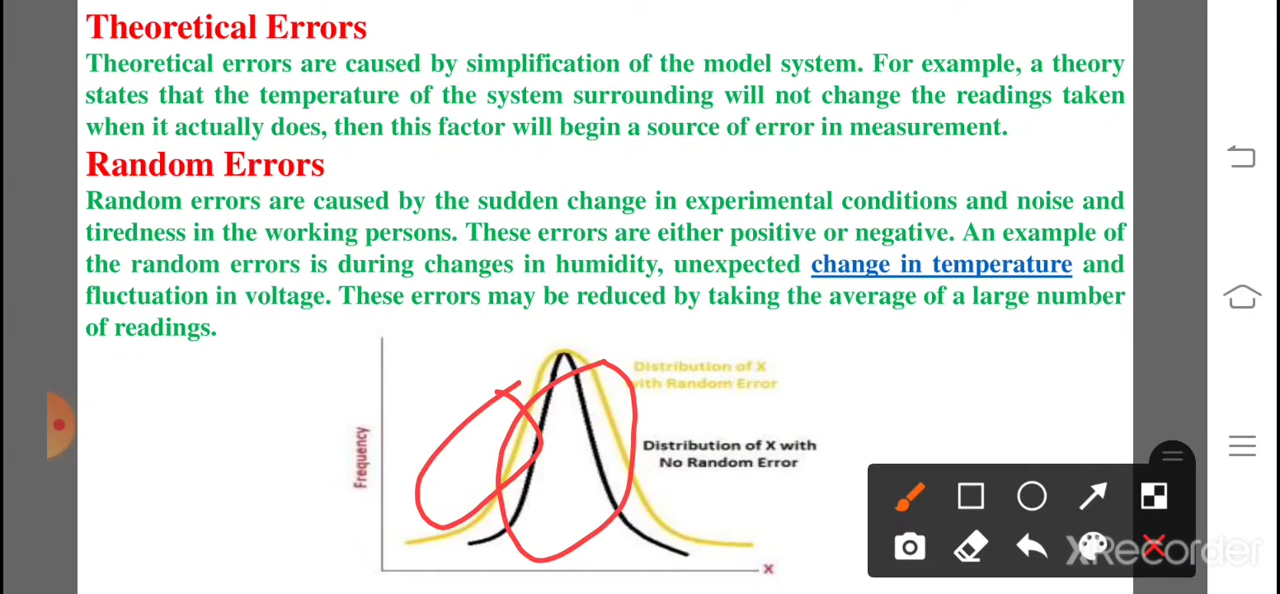 Theoretical Errors
Theoretical errors are caused by simplification of the model system. For example, a theory
states that the temperature of the system surrounding will not change the readings taken
when it actually does, then this factor will begin a source of error in measurement.
Random Errors
Random errors are caused by the sudden change in experimental conditions and noise and
tiredness in the working persons. These errors are either positive or negative. An example of
the random errors is during changes in humidity, unexpected change in temperature and
fluctuation in voltage. These errors may be reduced by taking the average of a large number
of readings.
Distribution of X
with Random Error
Distribution of X with
No Random Error
Frequency
X
XRecorder